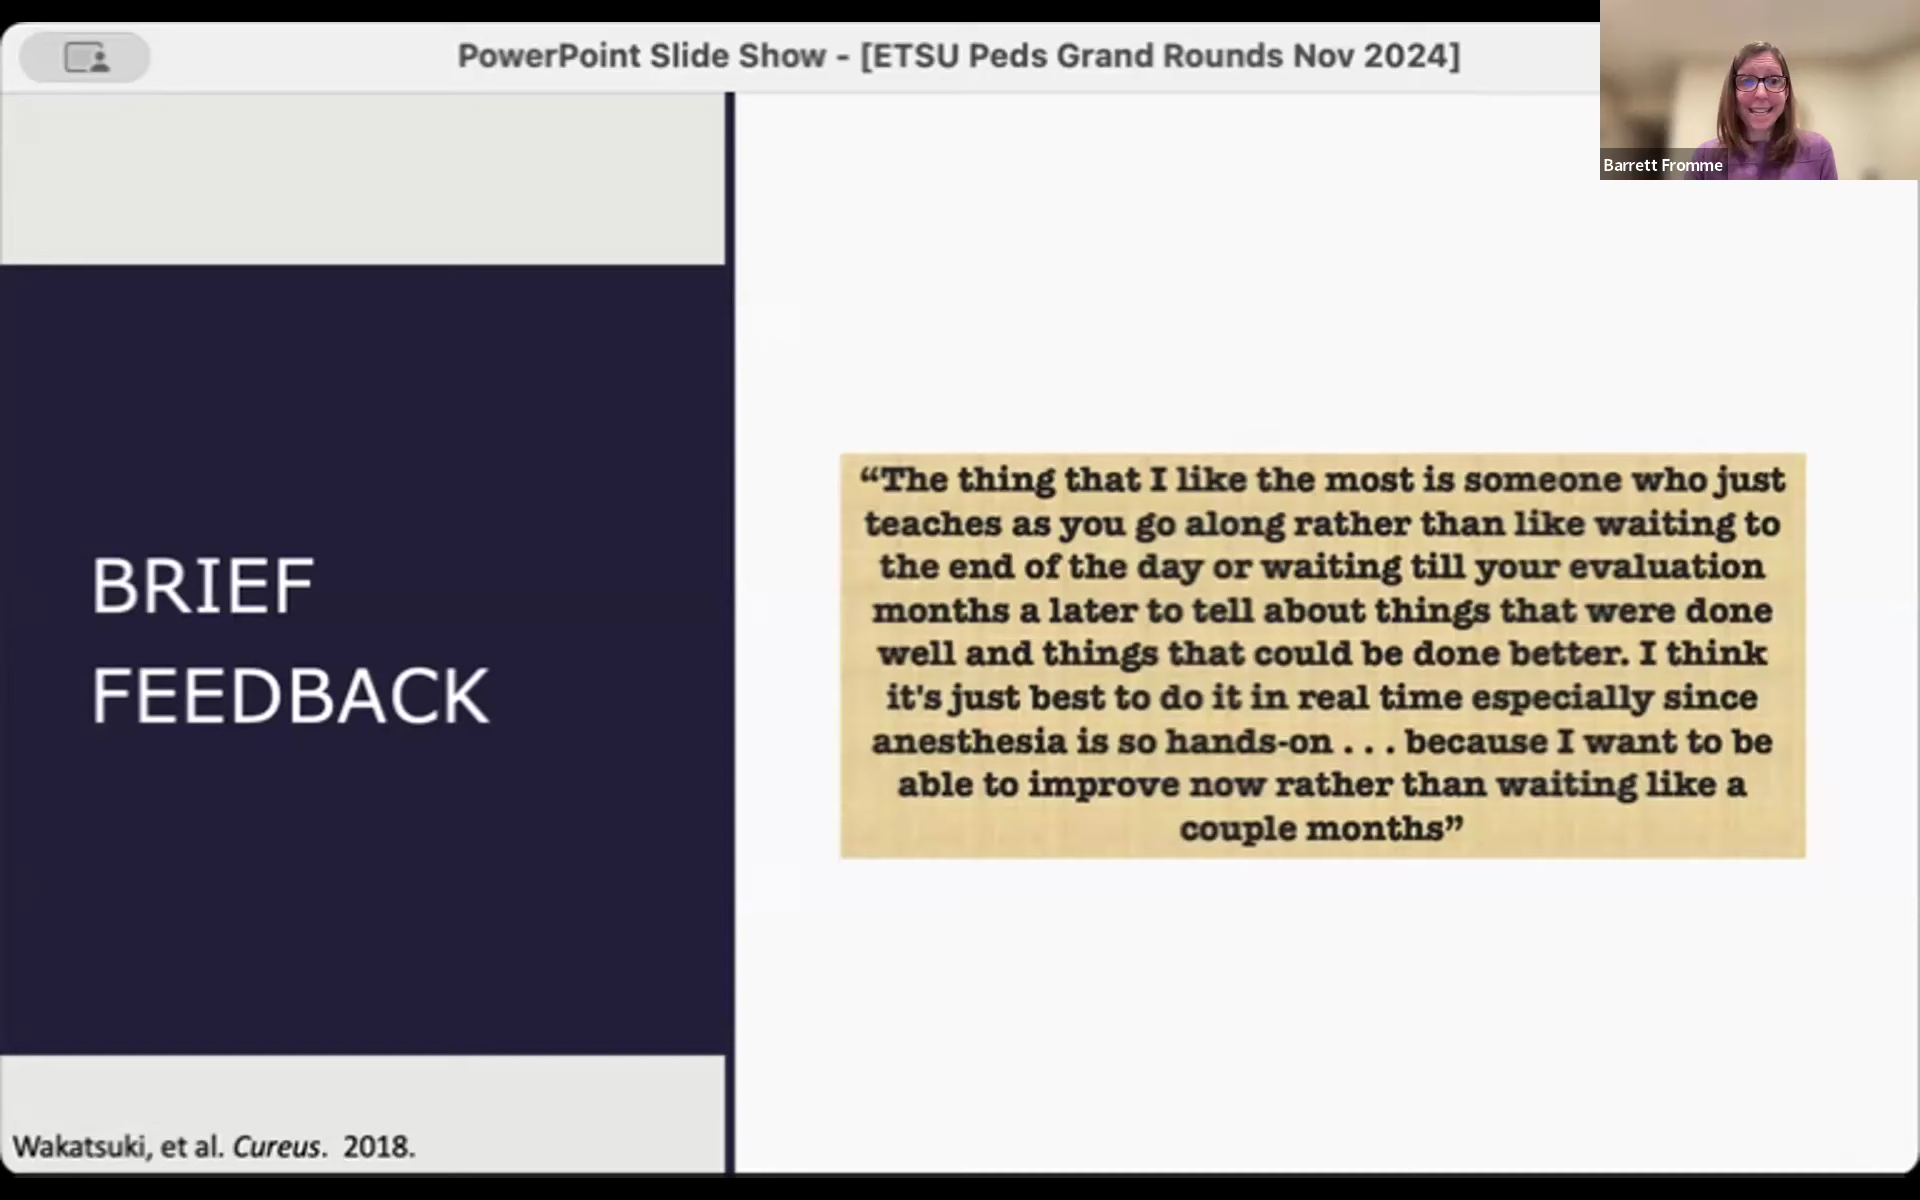 PowerPoint Slide Show - [ETSU Peds Grand Rounds Nov 2024]
Barrett Fromme
BRIEF
FEEDBACK
“The thing that I like the most is someone who just
teaches as you go along rather than like waiting to
the end of the day or waiting till your evaluation
months a later to tell about things that were done
well and things that could be done better. I think
it's just best to do it in real time especially since
anesthesia is so hands-on . . . because I want to be
able to improve now rather than waiting like a
couple months”
Wakatsuki, et al. Cureus. 2018.